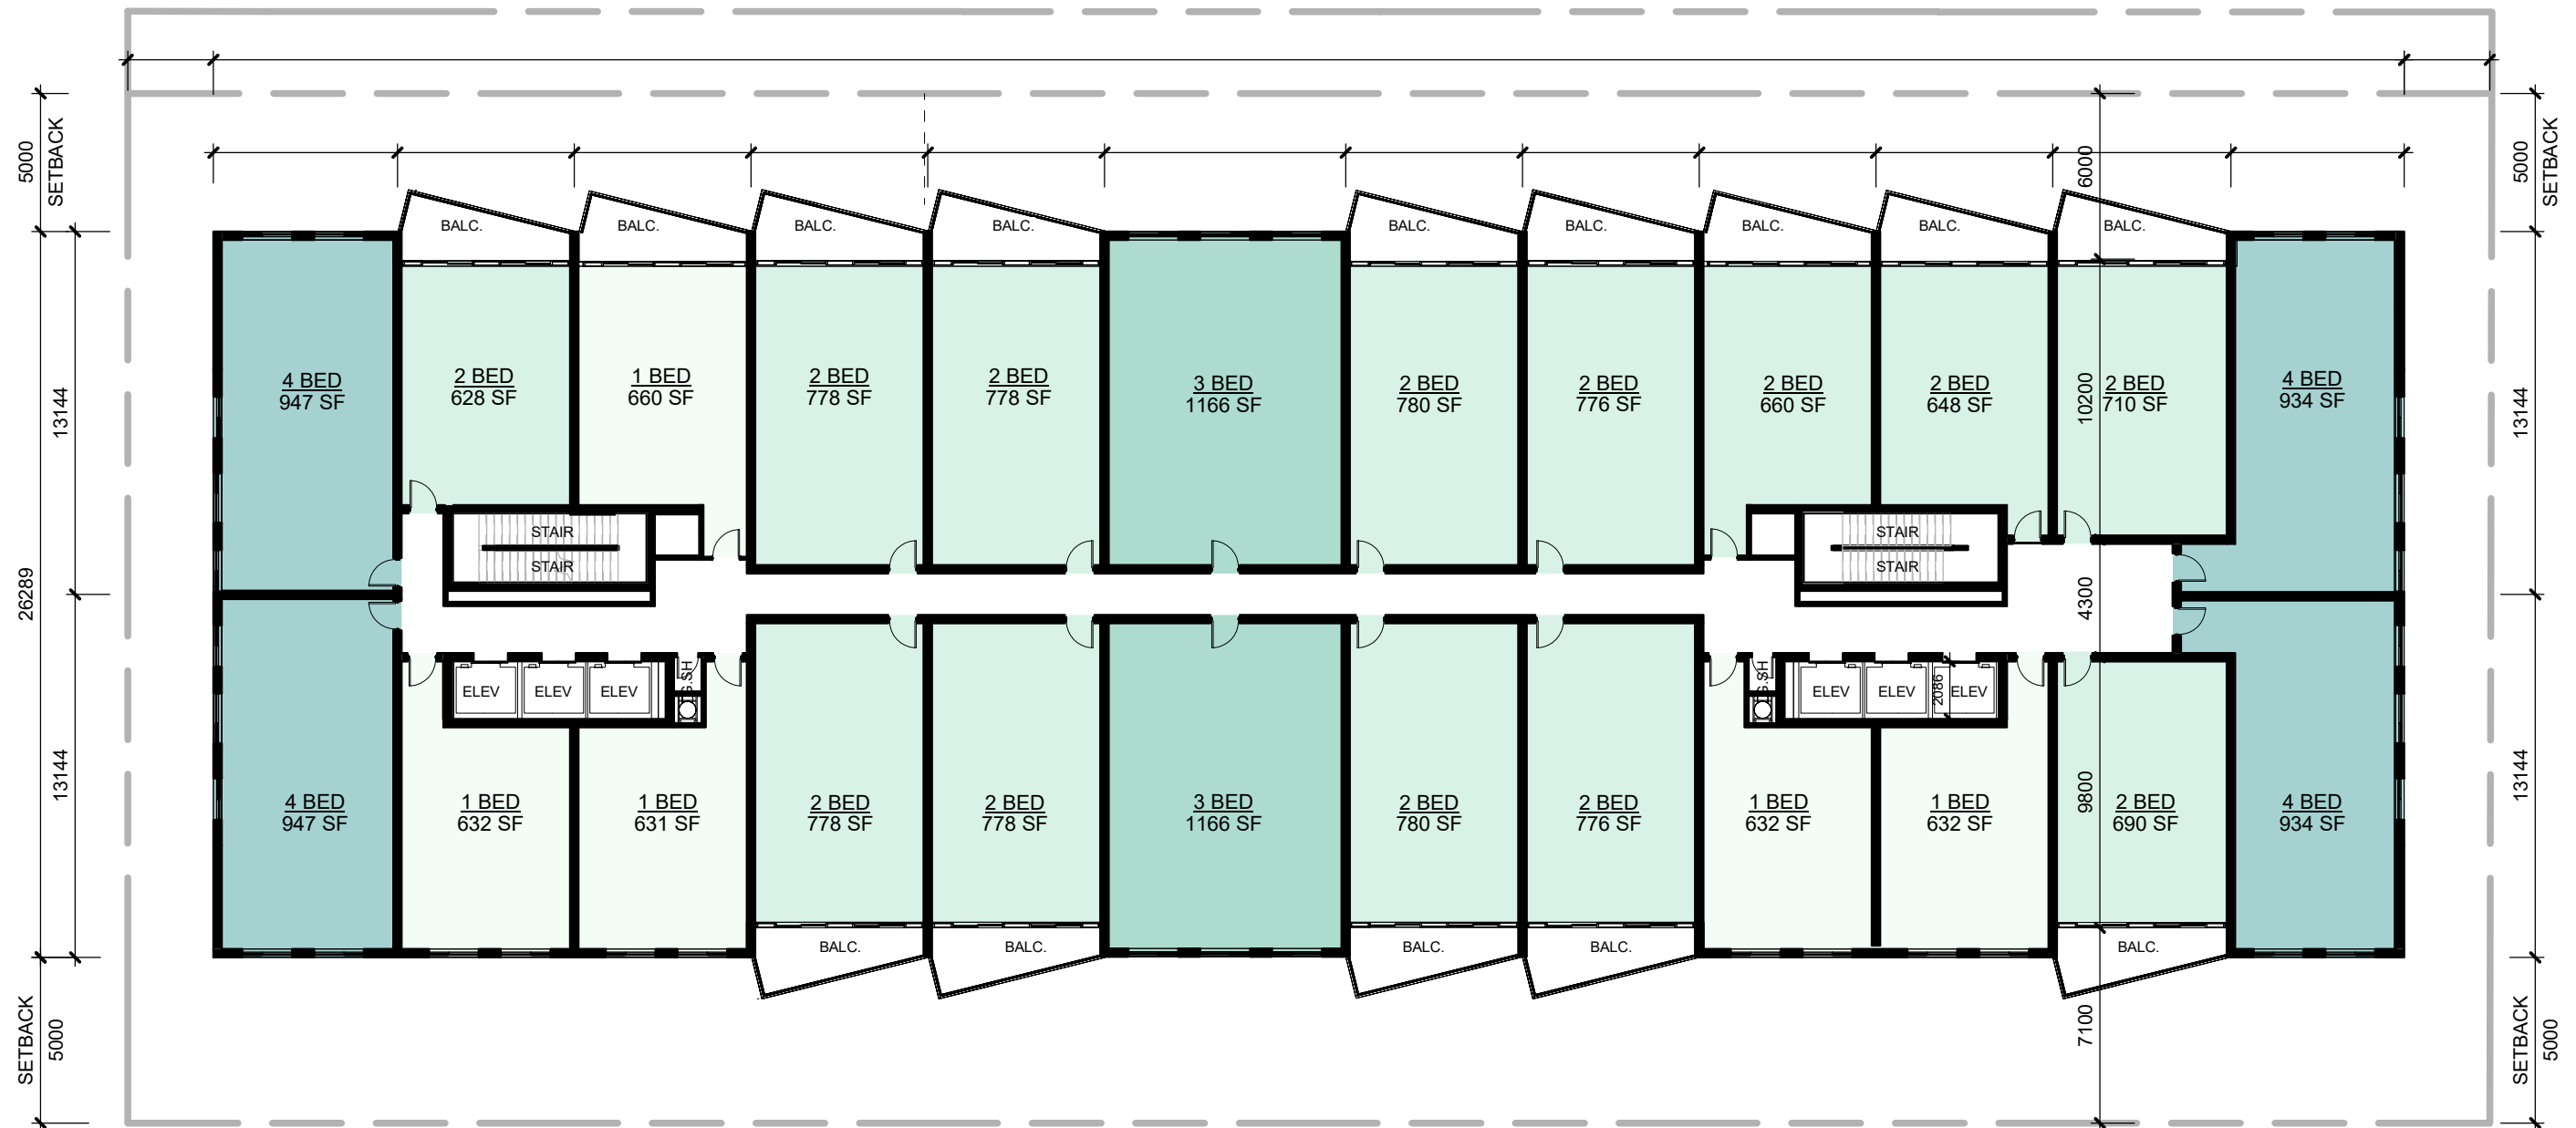 5000
SETBACK
6000
5000
SETBACK
BALC.
BALC.
BALC.
BALC.
BALC.
BALC.
BALC.
BALC.
BALC.
4 BED
947 SF
2 BED
628 SF
1 BED
660 SF
2 BED
778 SF
2 BED
778 SF
3 BED
1166 SF
2 BED
780 SF
2 BED
776 SF
2 BED
660 SF
2 BED
648 SF
2 BED
710 SF
4 BED
934 SF
13144
10200
13144
STAIR
STAIR
STAIR
STAIR
26289
4300
ELEV
ELEV
ELEV
G.SH
G.SH
ELEV
ELEV
2086
ELEV
13144
9800
13144
4 BED
947 SF
1 BED
632 SF
1 BED
631 SF
2 BED
778 SF
2 BED
778 SF
3 BED
1166 SF
2 BED
780 SF
2 BED
776 SF
1 BED
632 SF
1 BED
632 SF
2 BED
690 SF
4 BED
934 SF
BALC.
BALC.
BALC.
BALC.
BALC.
SETBACK
5000
7100
SETBACK
5000